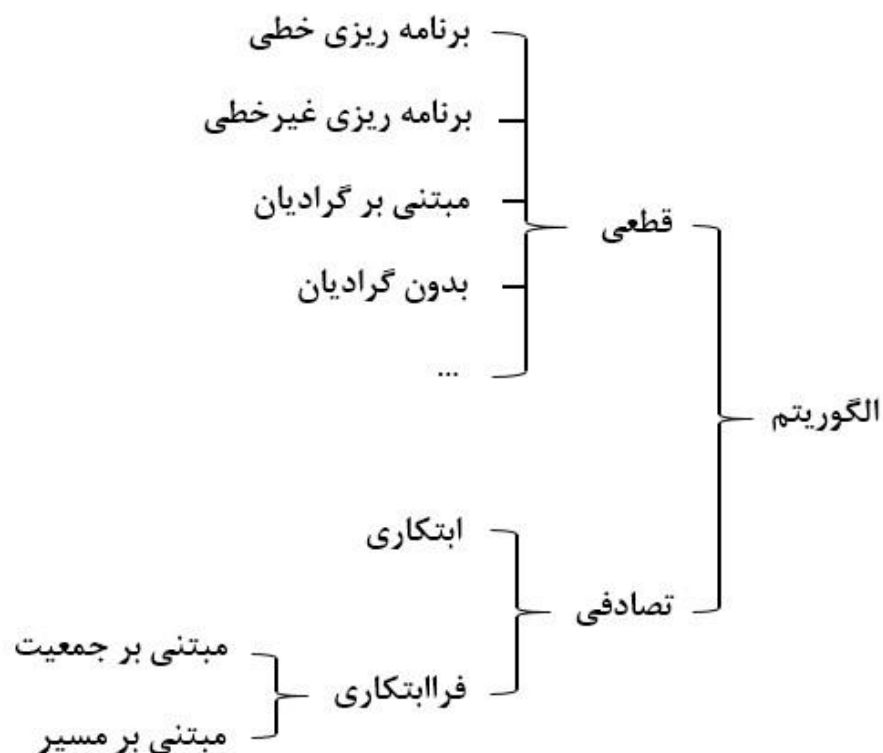 برنامه ریزی خطی
برنامه ریزی غیرخطی
مبتنی بر گرادیان
قطعی
بدون گرادیان
...
الگوریتم
ابتکاری
تصادفی
مبتنی بر جمعیت
فراابتکاری
مبتنی بر مسیر